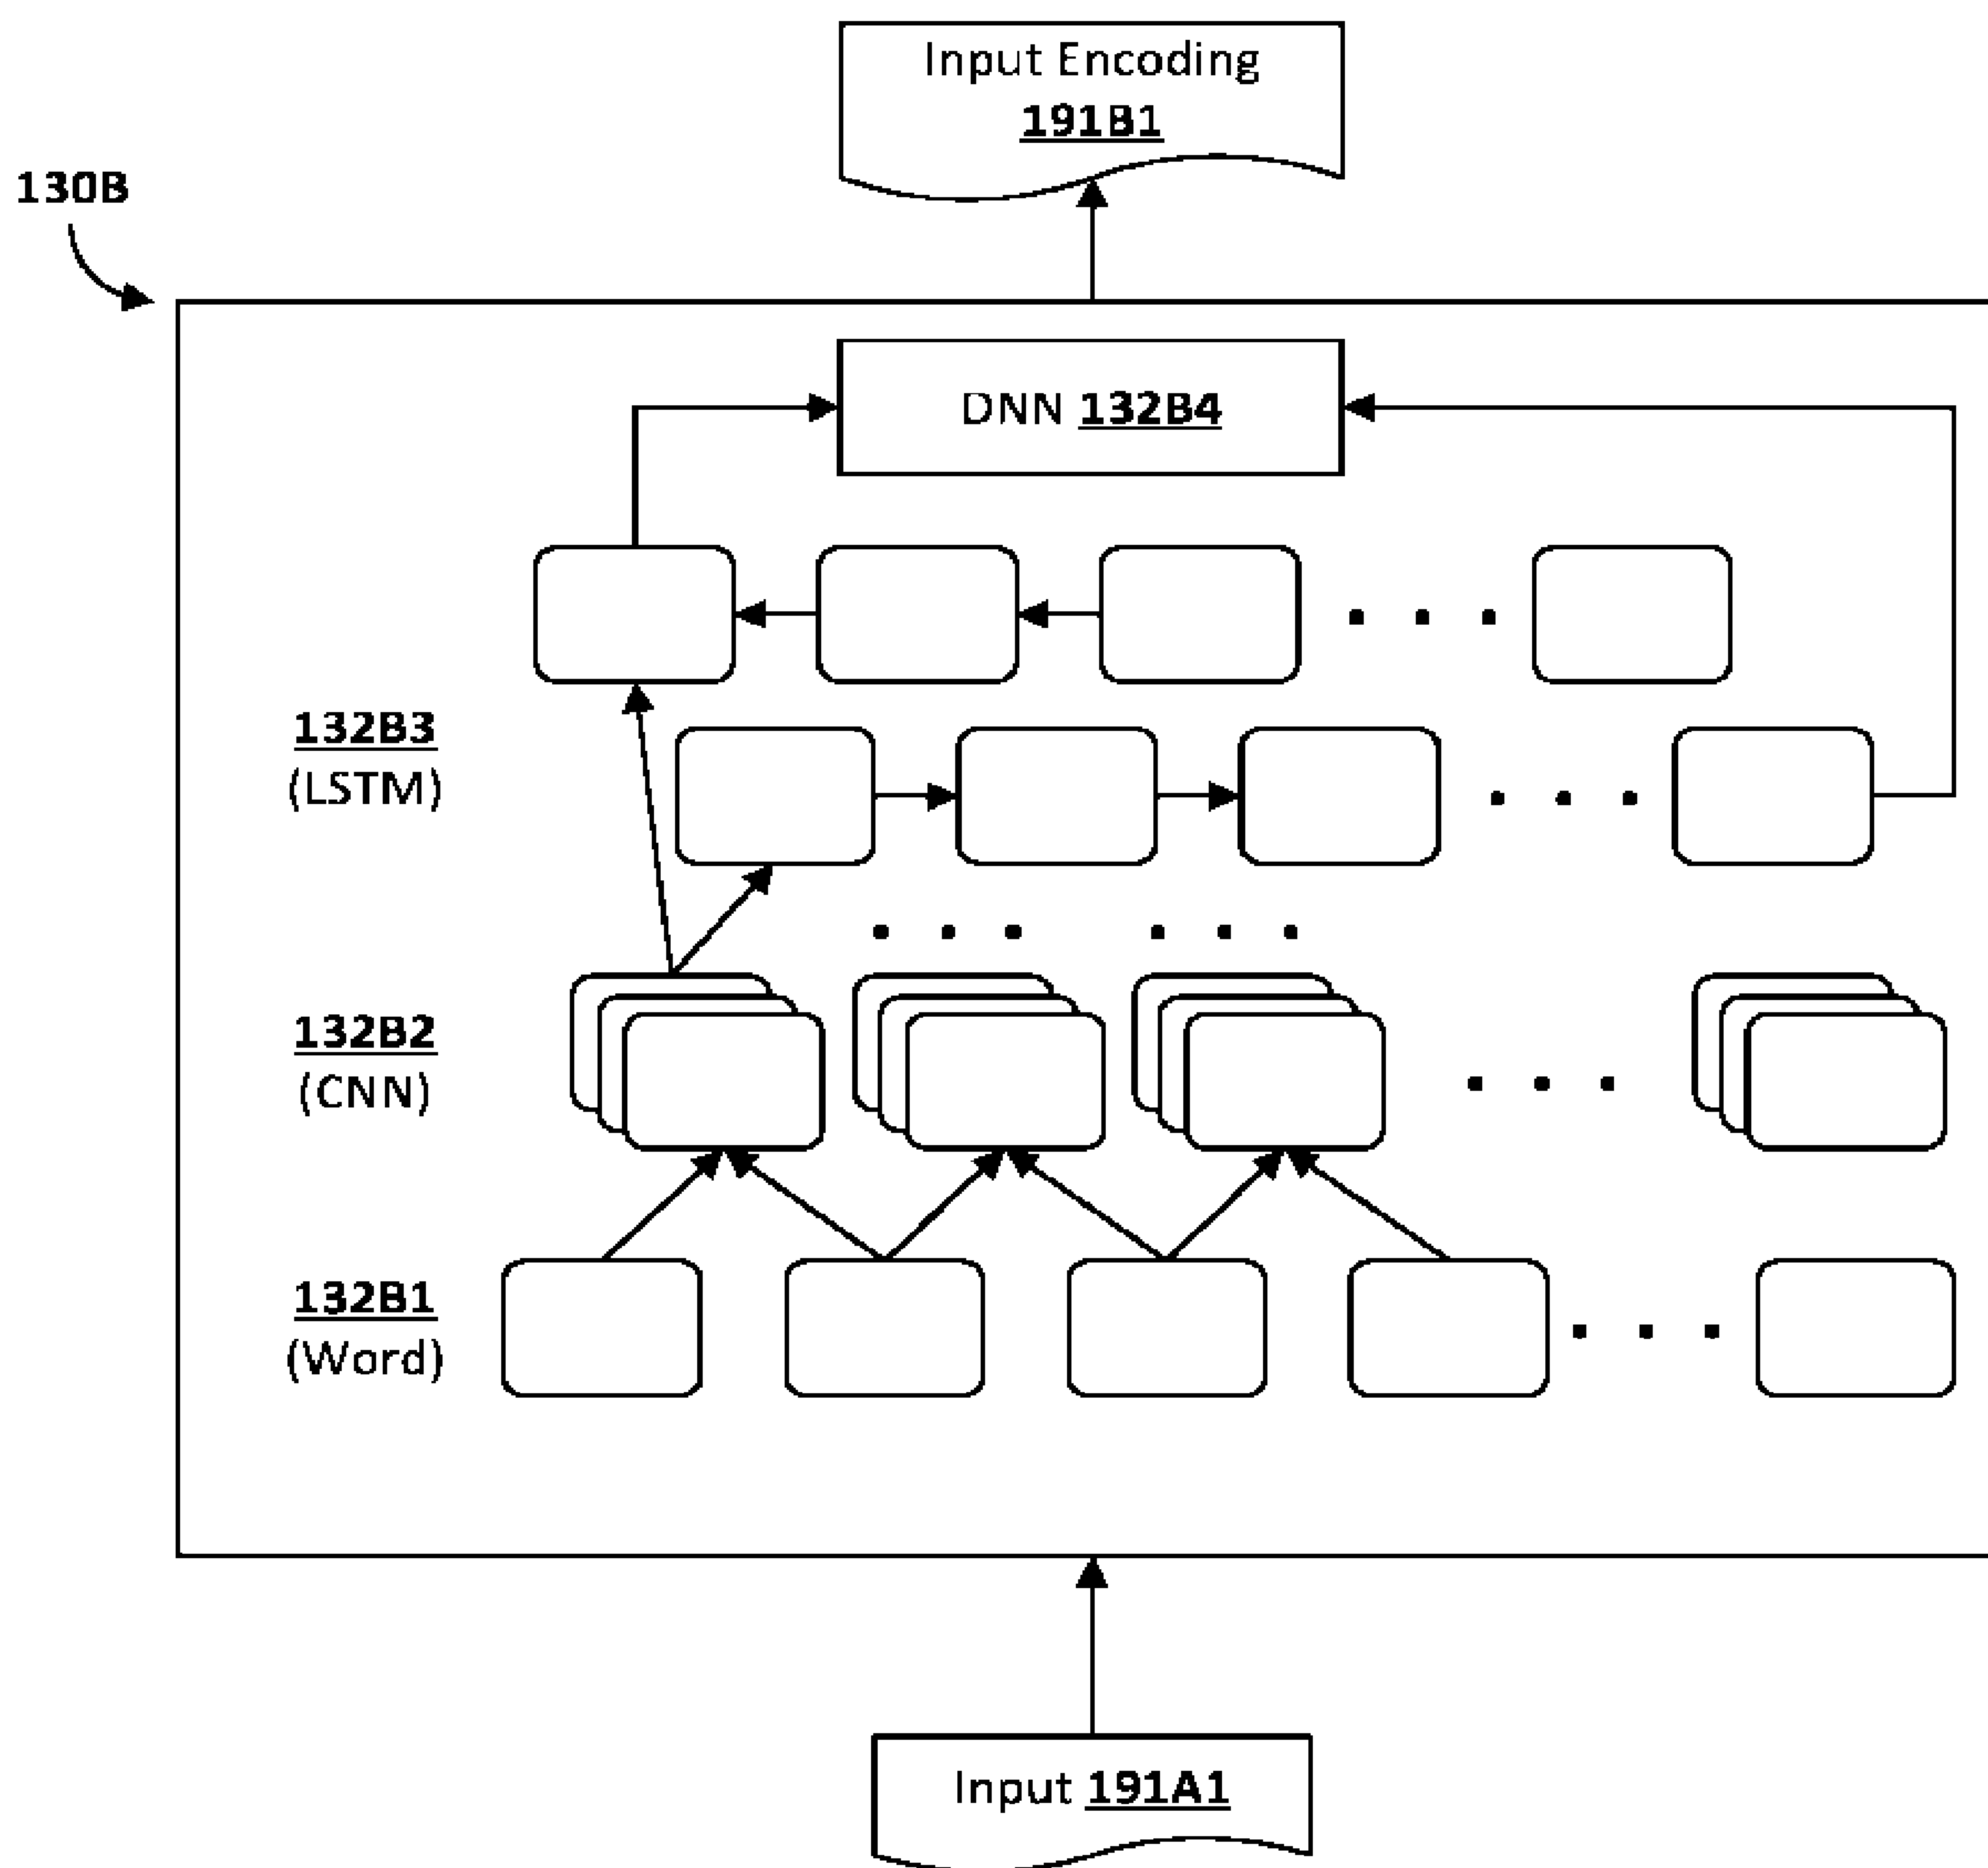 Input Encoding
191B1
130B
DNN 132B4
132B3
(LSTM)
132B2
(CNN)
132B1
(Word)
Input 191A1